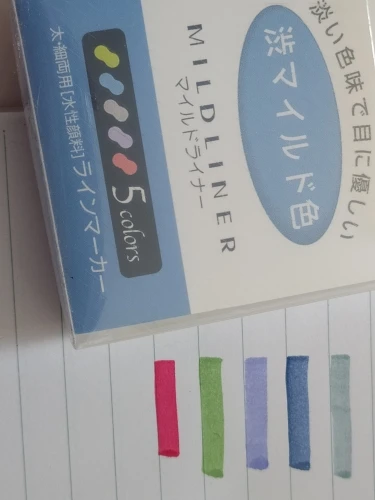 淡い色味で目に優しい
渋マイルド色
MILDLINER
マイルドライナー
5 colors
太・細両用[水性顔料]ラインマーカー